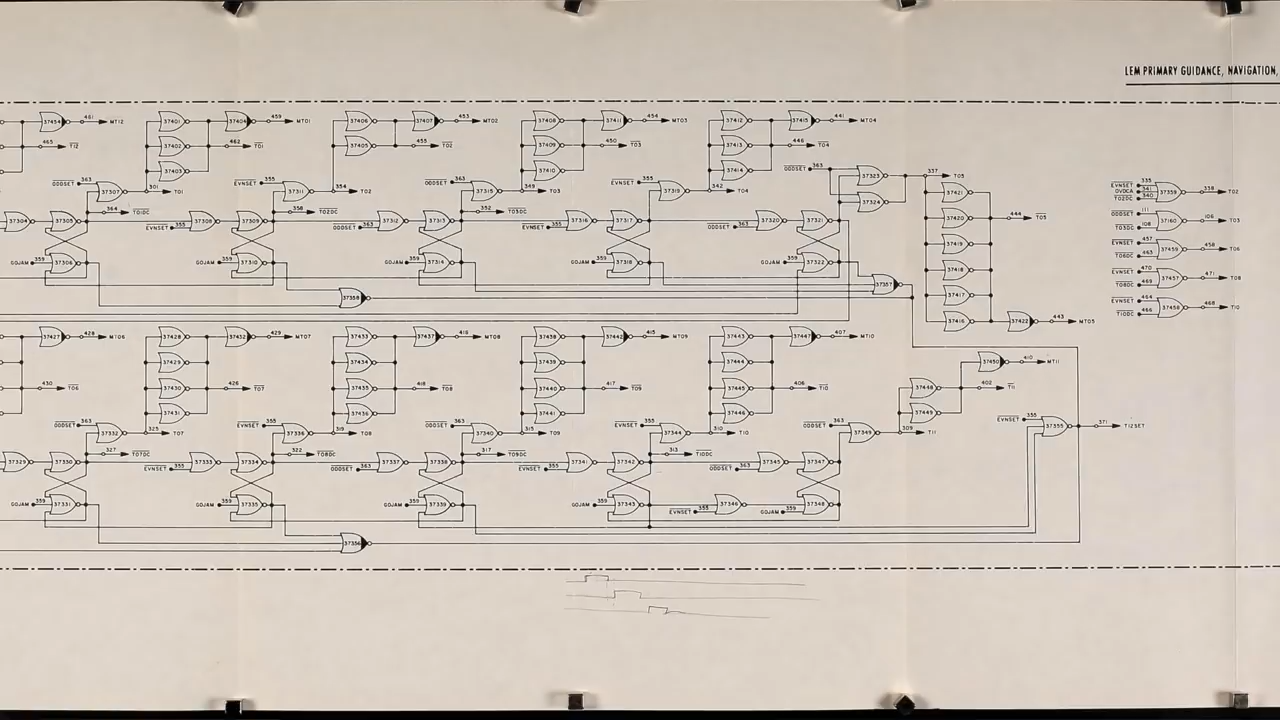 LEM PRIMARY GUIDANCE, NAVIGATION,
37454 461 MT12 37401 37404 459 MT01 37406 37407 453 MT02 37408 37411 454 MT03 37412 37415 441 MT04
465 T12 37402 462 T01 37405 455 T02 37409 450 T03 37413 446 T04
37403 37410 37414 ODDSET 363 37323 337 T05
ODDSET 363 37307 301 T01 EVNSET 355 37311 354 T02 ODDSET 363 37315 349 T03 EVNSET 355 37319 342 T04 37421 EVNSET 335 OVDCA 341 T02DC 340 37359 338 T02
364 T01DC 358 T02DC 352 T03DC 37324
37304 37305 EVNSET 355 37308 37309 ODDSET 363 37312 37313 EVNSET 355 37316 37317 ODDSET 363 37320 37321 37420 444 T05 ODDSET 111 T03DC 108 37160 106 T03
37419 EVNSET 457 T06DC 463 37459 458 T06
GOJAM 359 37306 GOJAM 359 37310 GOJAM 359 37314 GOJAM 359 37318 GOJAM 359 37322 37418
37357 EVNSET 470 T08DC 469 37457 471 T08
37358 37417 EVNSET 464 T10DC 466 37458 468 T10
37416 37422 443 MT05
37427 428 MT06 37428 37432 429 MT07 37433 37437 418 MT08 37438 37442 415 MT09 37443 37447 407 MT10
37429 37434 37439 37444 37450 410 MT11
430 T06 37430 426 T07 37435 418 T08 37440 417 T09 37445 406 T10 37448 402 T11
37431 37436 37441 37446 37449
ODDSET 363 37332 325 T07 EVNSET 355 37336 319 T08 ODDSET 363 37340 315 T09 EVNSET 355 37344 310 T10 ODDSET 363 37349 309 T11 EVNSET 355 37355 371 T12SET
327 T07DC 322 T08DC 317 T09DC 313 T10DC
37329 37330 EVNSET 355 37333 37334 ODDSET 363 37337 37338 EVNSET 355 37341 37342 ODDSET 363 37345 37347
GOJAM 359 37331 GOJAM 359 37335 GOJAM 359 37339 GOJAM 359 37343 EVNSET 355 37346 GOJAM 359 37348
37356